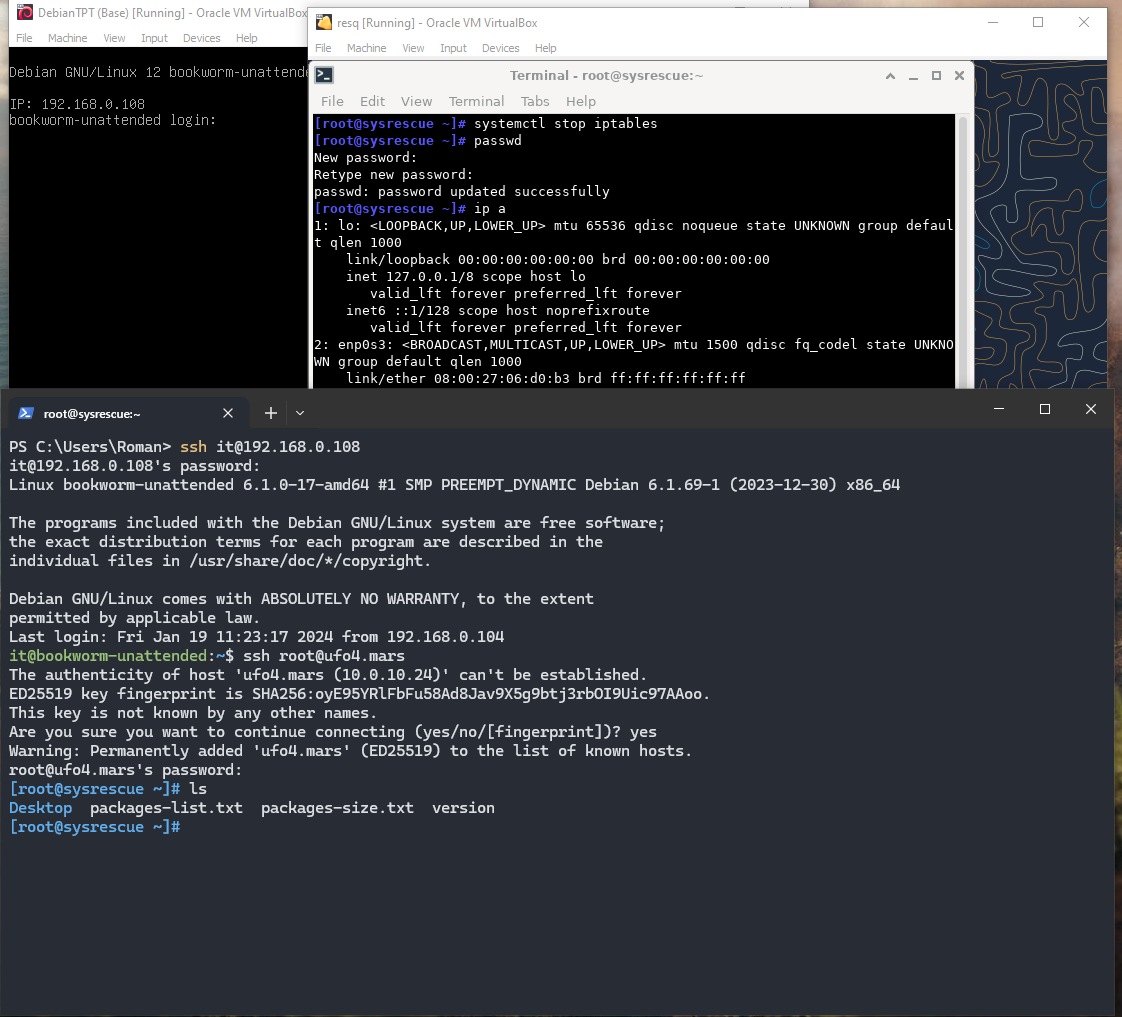 DebianTPT (Base) [Running] - Oracle VM VirtualBox
File Machine View Input Devices Help
Debian GNU/Linux 12 bookworm-unattende
IP: 192.168.0.108
bookworm-unattended login:
resq [Running] - Oracle VM VirtualBox
File Machine View Input Devices Help
Terminal - root@sysrescue:~
File Edit View Terminal Tabs Help
[root@sysrescue ~]# systemctl stop iptables
[root@sysrescue ~]# passwd
New password:
Retype new password:
passwd: password updated successfully
[root@sysrescue ~]# ip a
1: lo: <LOOPBACK,UP,LOWER_UP> mtu 65536 qdisc noqueue state UNKNOWN group defaul
t qlen 1000
link/loopback 00:00:00:00:00:00 brd 00:00:00:00:00:00
inet 127.0.0.1/8 scope host lo
valid_lft forever preferred_lft forever
inet6 ::1/128 scope host noprefixroute
valid_lft forever preferred_lft forever
2: enp0s3: <BROADCAST,MULTICAST,UP,LOWER_UP> mtu 1500 qdisc fq_codel state UNKNO
WN group default qlen 1000
link/ether 08:00:27:06:d0:b3 brd ff:ff:ff:ff:ff:ff
root@sysrescue:~
PS C:\Users\Roman> ssh it@192.168.0.108
it@192.168.0.108's password:
Linux bookworm-unattended 6.1.0-17-amd64 #1 SMP PREEMPT_DYNAMIC Debian 6.1.69-1 (2023-12-30) x86_64
The programs included with the Debian GNU/Linux system are free software;
the exact distribution terms for each program are described in the
individual files in /usr/share/doc/*/copyright.
Debian GNU/Linux comes with ABSOLUTELY NO WARRANTY, to the extent
permitted by applicable law.
Last login: Fri Jan 19 11:23:17 2024 from 192.168.0.104
it@bookworm-unattended:~$ ssh root@ufo4.mars
The authenticity of host 'ufo4.mars (10.0.10.24)' can't be established.
ED25519 key fingerprint is SHA256:oyE95YRlFbFu58Ad8Jav9X5g9btj3rbOI9Uic97AAoo.
This key is not known by any other names.
Are you sure you want to continue connecting (yes/no/[fingerprint])? yes
Warning: Permanently added 'ufo4.mars' (ED25519) to the list of known hosts.
root@ufo4.mars's password:
[root@sysrescue ~]# ls
Desktop packages-list.txt packages-size.txt version
[root@sysrescue ~]#